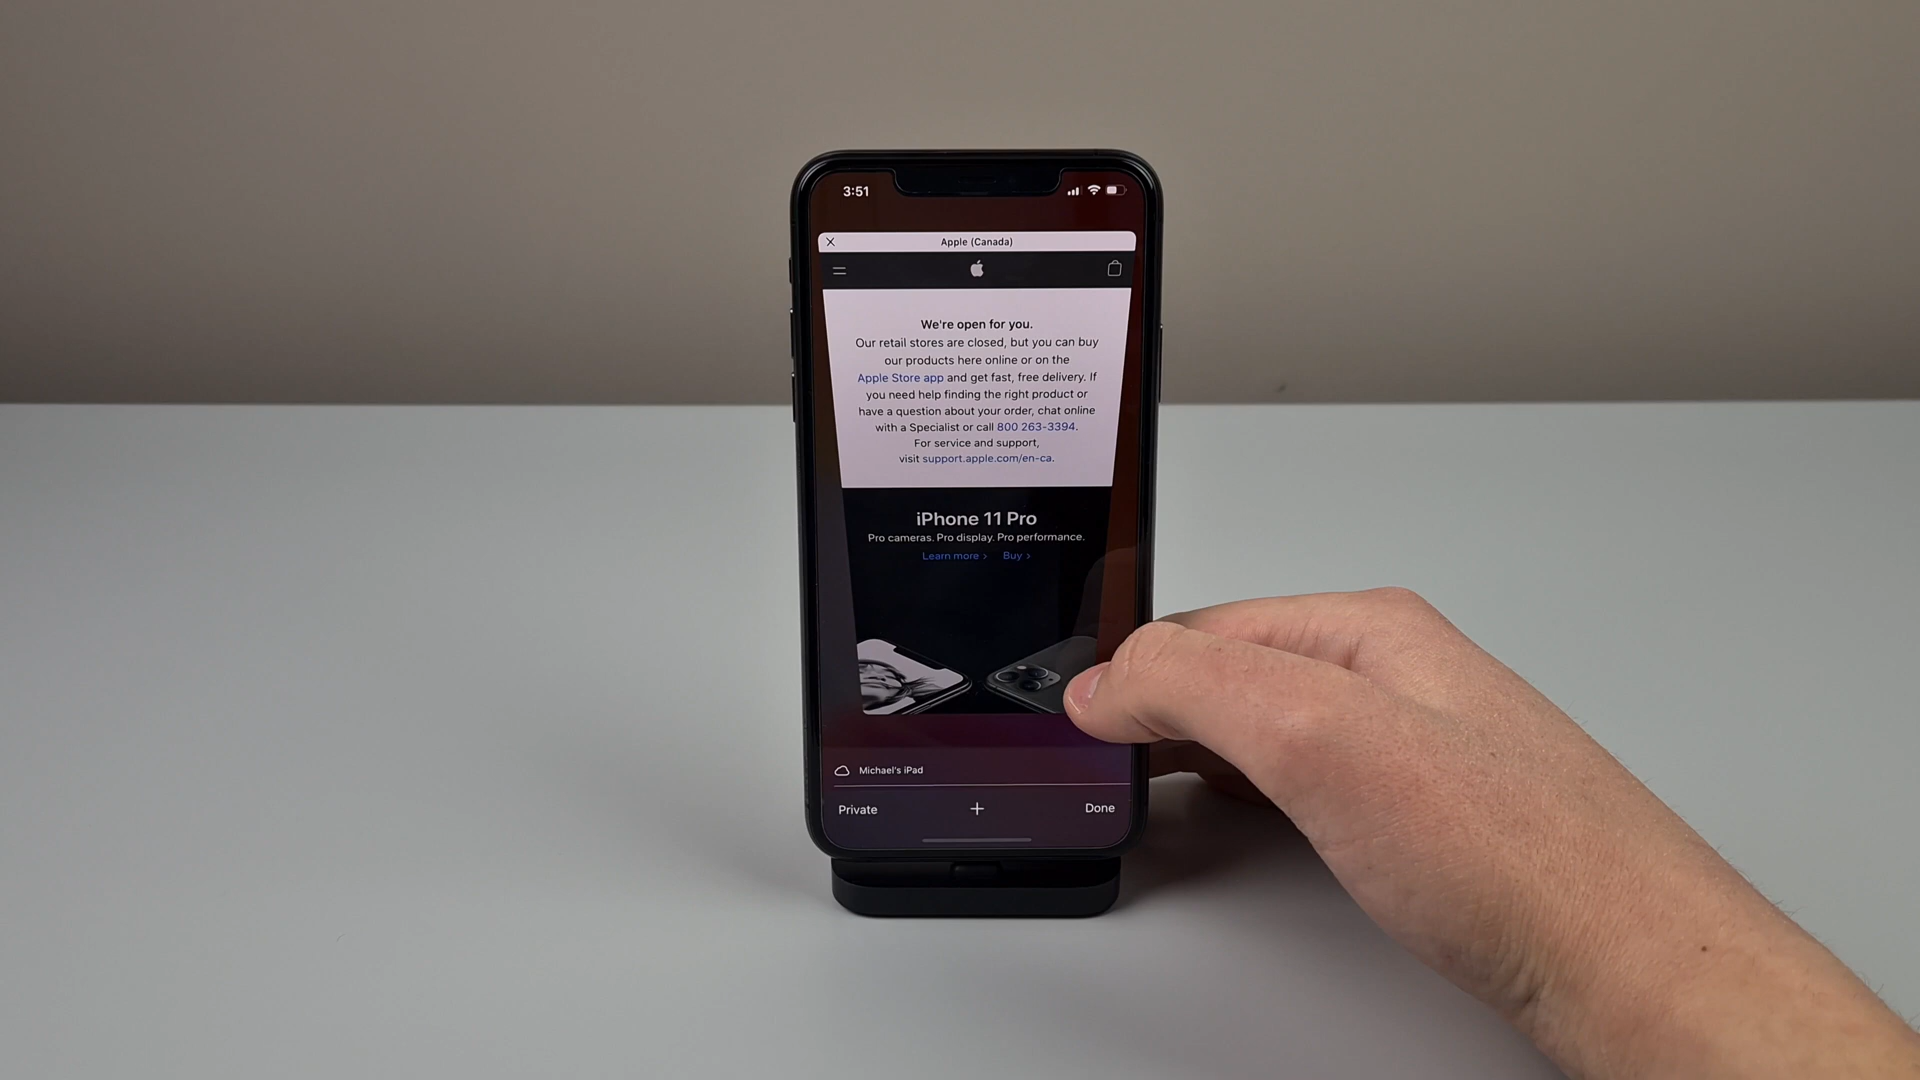 3:51
Apple (Canada)
We're open for you.
Our retail stores are closed, but you can buy
our products here online or on the
Apple Store app and get fast, free delivery. If
you need help finding the right product or
have a question about your order, chat online
with a Specialist or call 800 263-3394.
For service and support,
visit support.apple.com/en-ca.
iPhone 11 Pro
Pro cameras. Pro display. Pro performance.
Learn more > Buy >
Michael's iPad
Private + Done